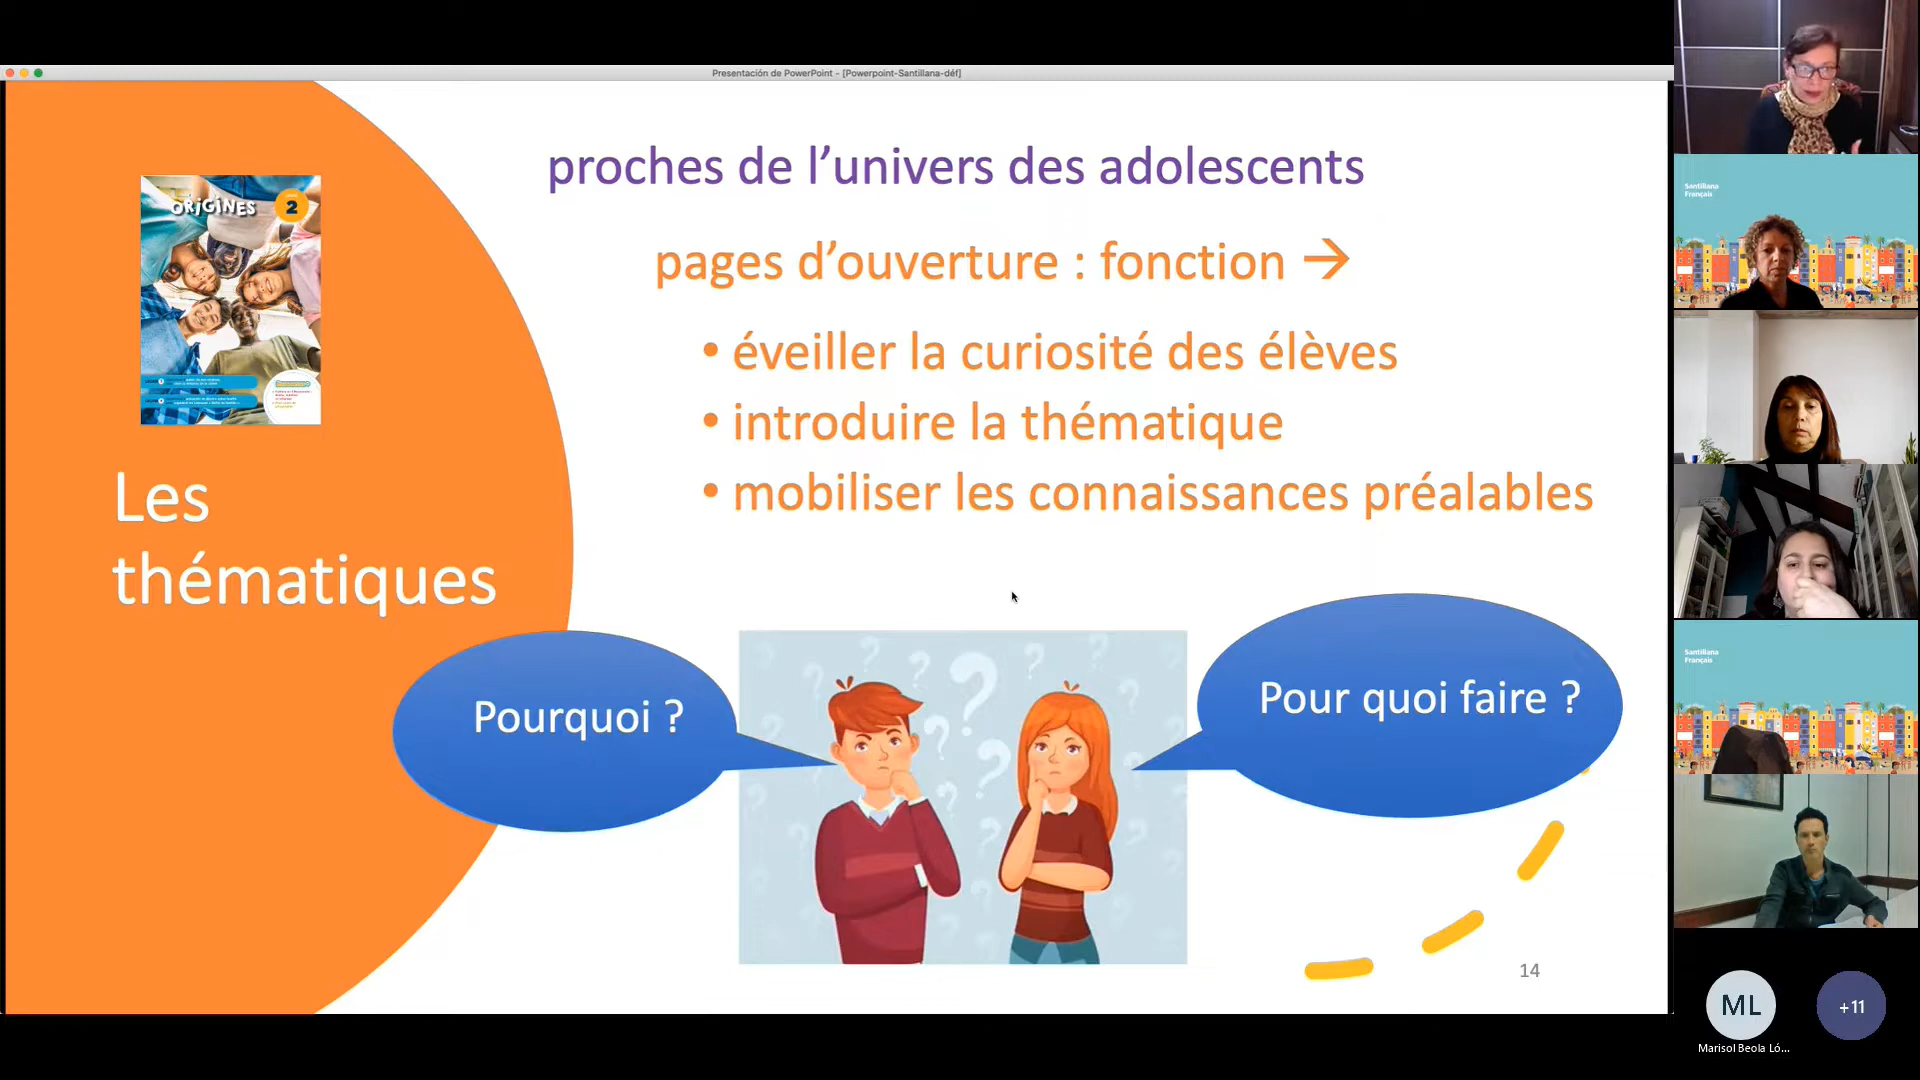 Presentación de PowerPoint - [Powerpoint-Santillana-déf]
proches de l’univers des adolescents
ORiGiNES
2
pages d’ouverture : fonction →
• éveiller la curiosité des élèves
• introduire la thématique
• mobiliser les connaissances préalables
Les
thématiques
Pourquoi ?
Pour quoi faire ?
14
Santillana
Français
Santillana
Français
ML
+11
Marisol Beola Ló...